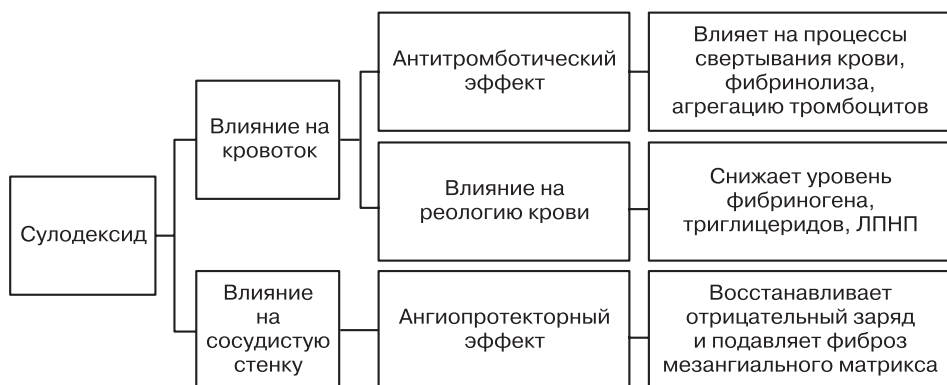 Сулодексид
Влияние на
кровоток
Антитромботический
эффект
Влияет на процессы
свертывания крови,
фибринолиза,
агрегацию тромбоцитов
Влияние на
реологию крови
Снижает уровень
фибриногена,
триглицеридов, ЛПНП
Влияние
на
сосудистую
стенку
Ангиопротекторный
эффект
Восстанавливает
отрицательный заряд
и подавляет фиброз
мезангиального матрикса